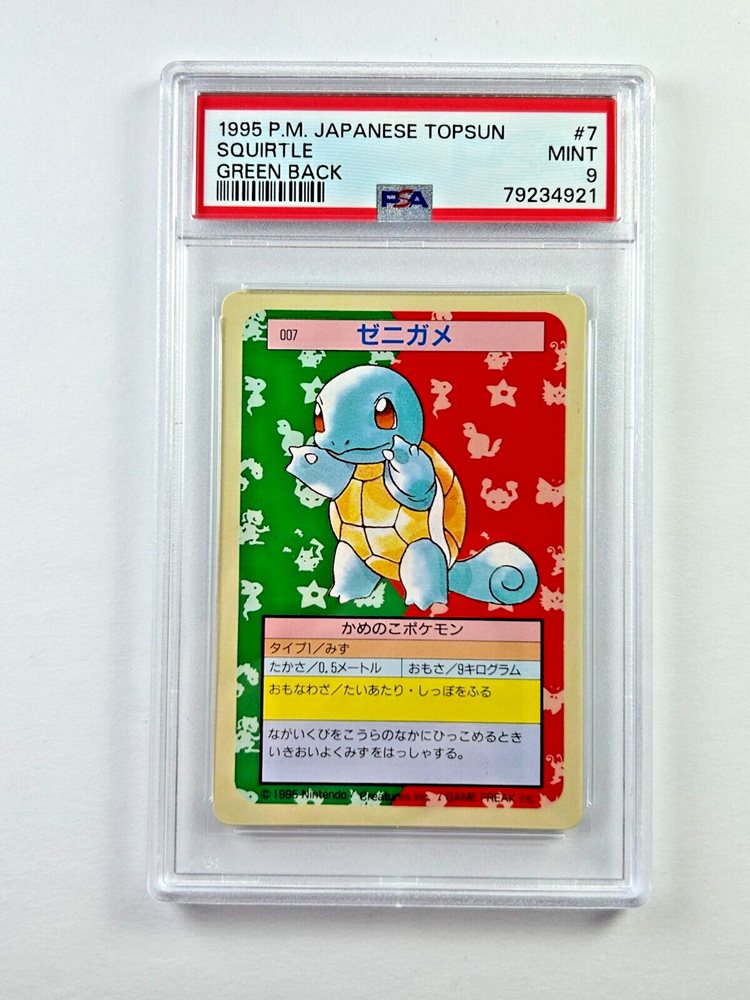 1995 P.M. JAPANESE TOPSUN #7
SQUIRTLE MINT
GREEN BACK 9
PSA 79234921
007 ゼニガメ
かめのこポケモン
タイプ1/みず
たかさ/0.5メートル おもさ/9キログラム
おもなわざ/たいあたり・しっぽをふる
ながいくびをこうらのなかにひっこめるとき
いきおいよくみずをはっしゃする。
© 1995 Nintendo / Creatures inc. / GAME FREAK inc.